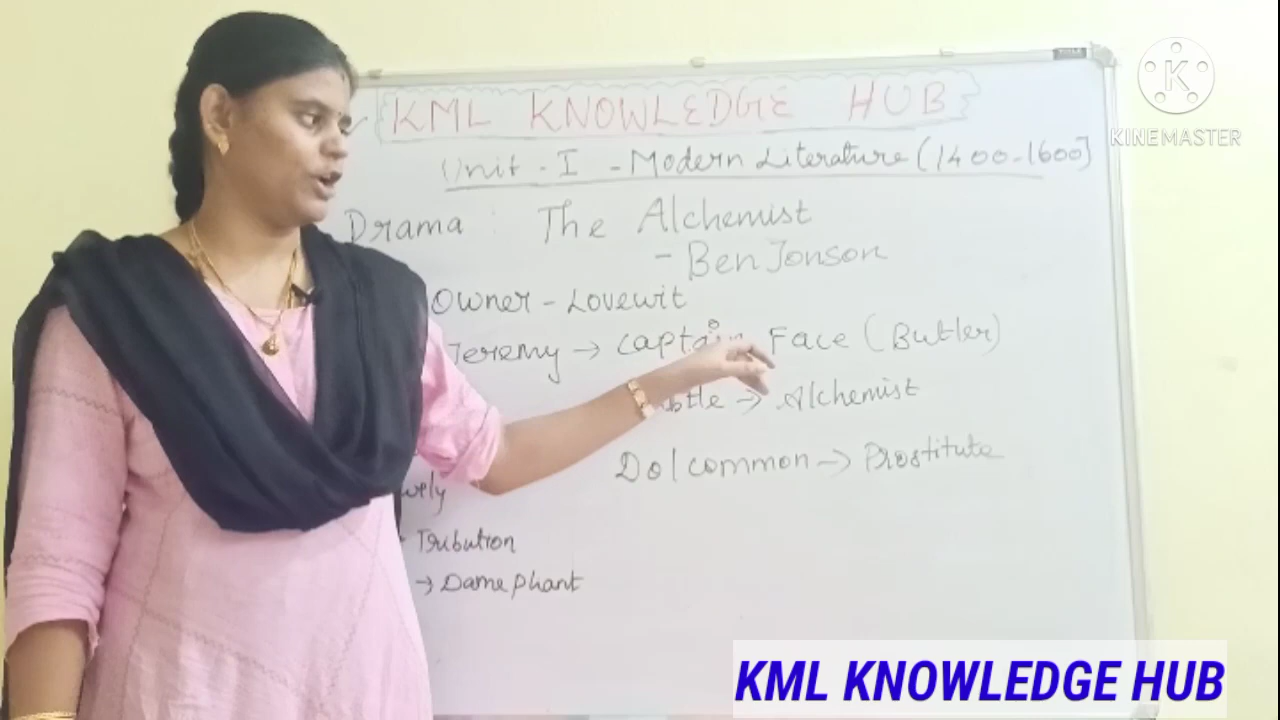 KML KNOWLEDGE HUB
Unit - I - Modern Literature (1400-1600]
Drama : The Alchemist
- Ben Jonson
Owner - Lovewit
Jeremy → Captain Face (Butler)
→ Alchemist
Dol common → Prostitute
Tribution
→ Dame Pliant
KINEMASTER
KML KNOWLEDGE HUB